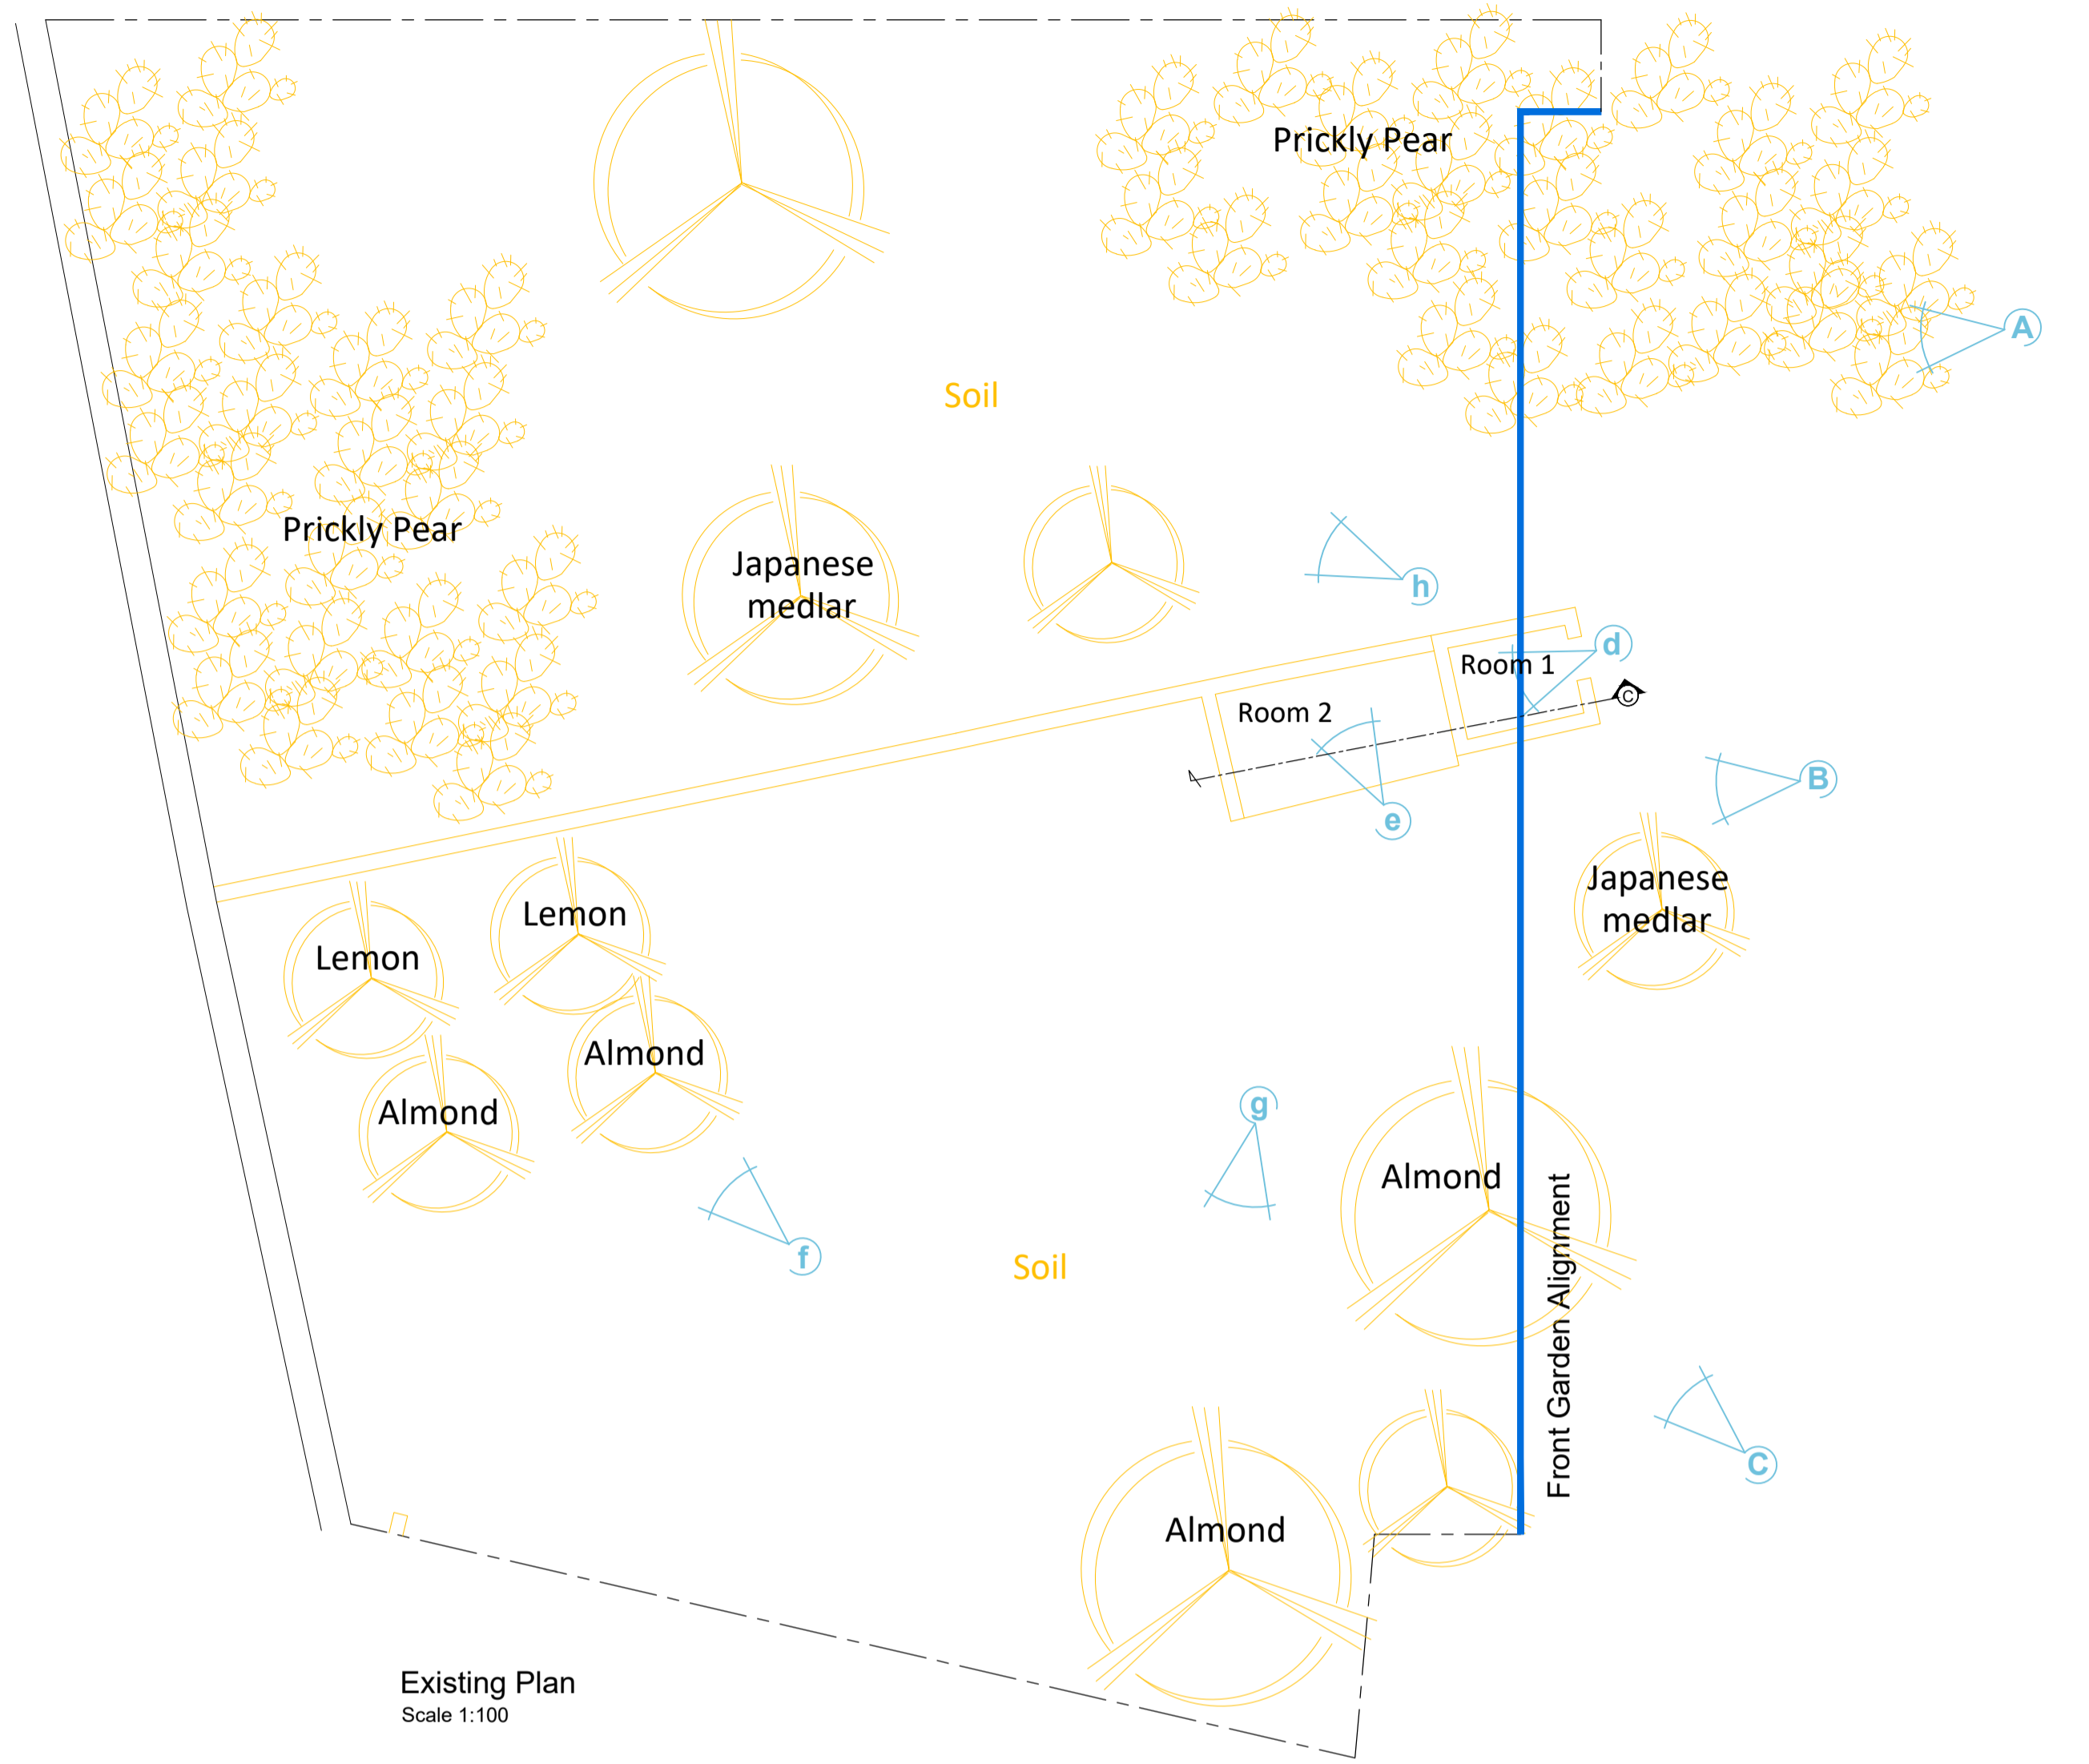 Prickly Pear
A
Soil
Prickly Pear
Japanese
medlar
h
d
Room 1
C
Room 2
B
e
Japanese
medlar
Lemon
Lemon
Almond
Almond
g
Almond
f
Soil
Front Garden Alignment
C
Almond
Existing Plan
Scale 1:100